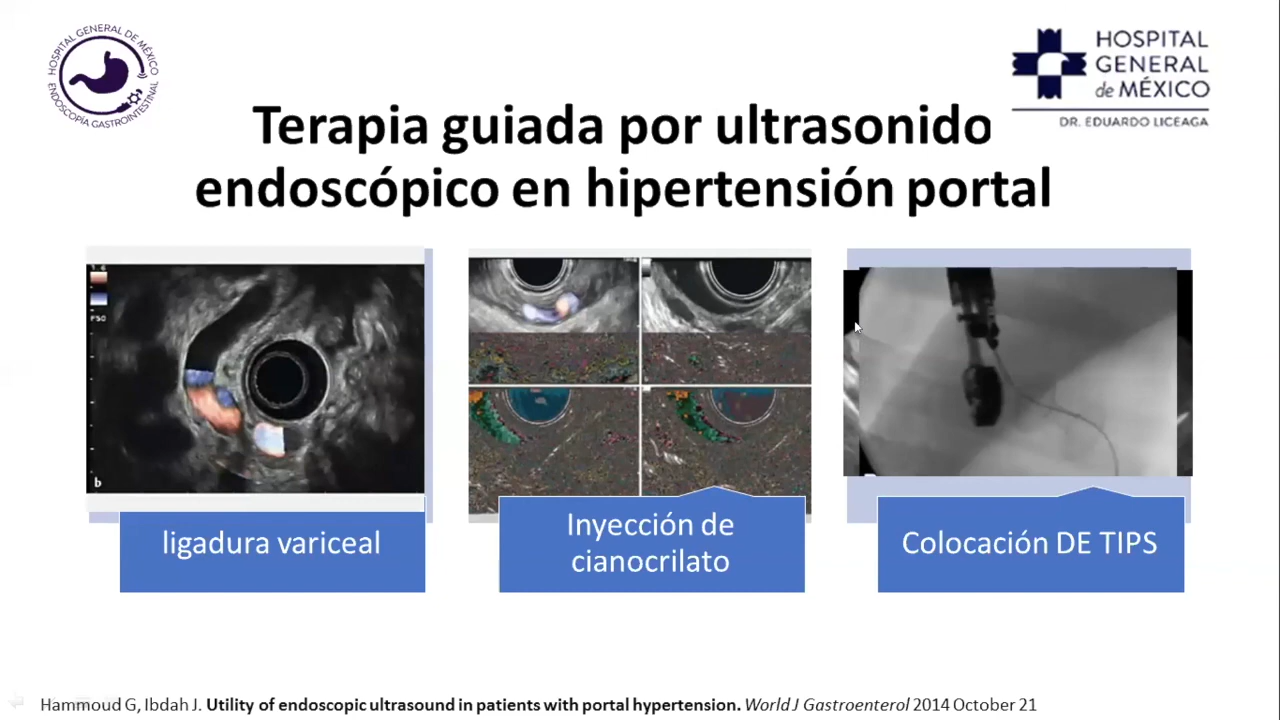 HOSPITAL GENERAL DE MÉXICO
ENDOSCOPÍA GASTROINTESTINAL
HOSPITAL
GENERAL
de MÉXICO
DR. EDUARDO LICEAGA
Terapia guiada por ultrasonido
endoscópico en hipertensión portal
b
ligadura variceal
Inyección de
cianocrilato
Colocación DE TIPS
Hammoud G, Ibdah J. Utility of endoscopic ultrasound in patients with portal hypertension. World J Gastroenterol 2014 October 21